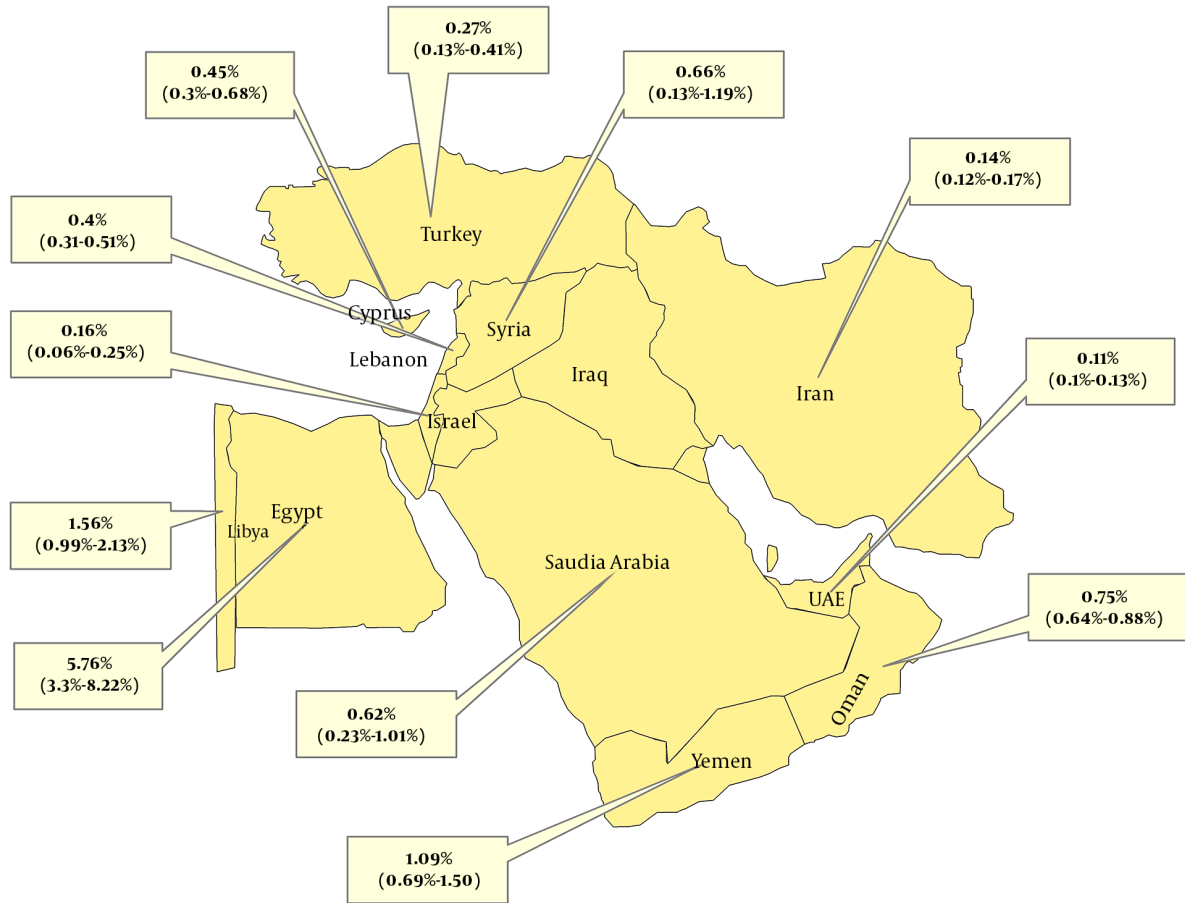 0.27%
(0.13%-0.41%)
0.45%
(0.3%-0.68%)
0.66%
(0.13%-1.19%)
0.14%
(0.12%-0.17%)
0.4%
(0.31-0.51%)
Turkey
Cyprus
Syria
0.16%
(0.06%-0.25%)
Lebanon
Iraq
Iran
0.11%
(0.1%-0.13%)
Israel
1.56%
(0.99%-2.13%)
Egypt
Libya
Saudia Arabia
UAE
0.75%
(0.64%-0.88%)
5.76%
(3.3%-8.22%)
Oman
0.62%
(0.23%-1.01%)
Yemen
1.09%
(0.69%-1.50)